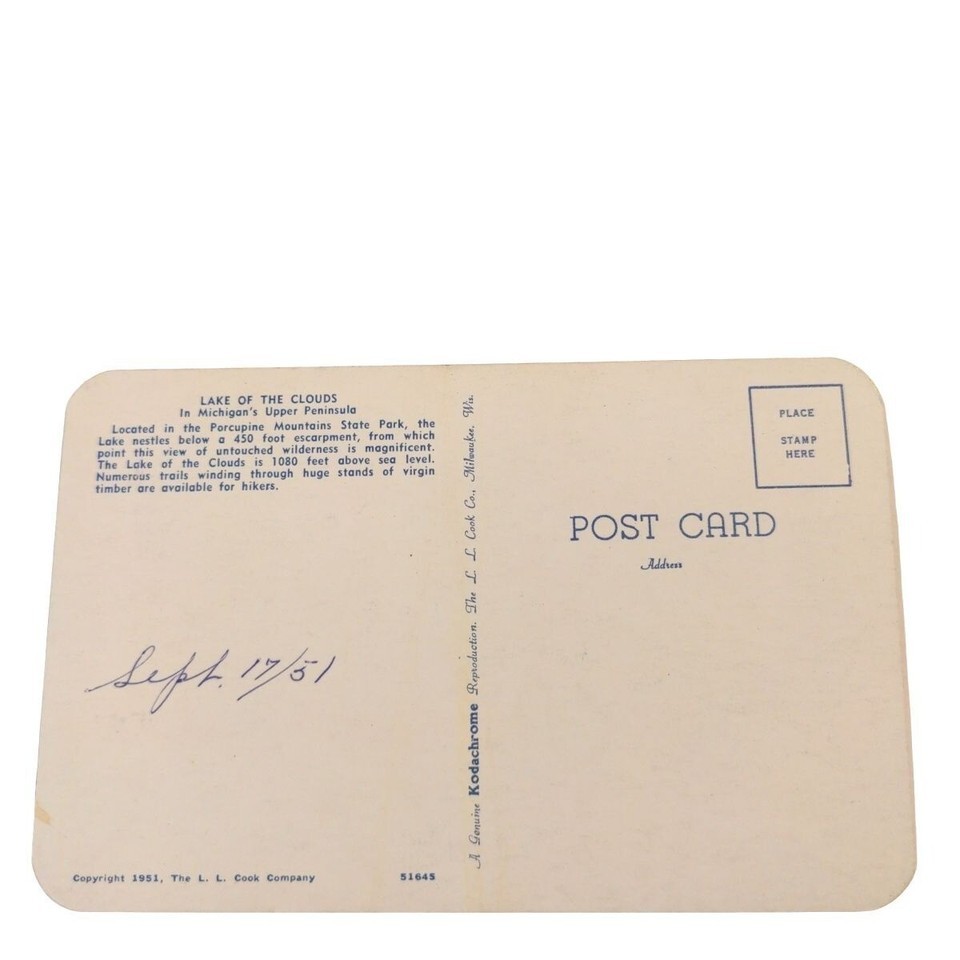 LAKE OF THE CLOUDS
In Michigan's Upper Peninsula
Located in the Porcupine Mountains State Park, the
Lake nestles below a 450 foot escarpment, from which
point this view of untouched wilderness is magnificent.
The Lake of the Clouds is 1080 feet above sea level.
Numerous trails winding through huge stands of virgin
timber are available for hikers.
Sept. 17/51
Copyright 1951, The L. L. Cook Company
51645
A Genuine Kodachrome Reproduction. The L. L. Cook Co., Milwaukee, Wis.
PLACE
STAMP
HERE
POST CARD
Address